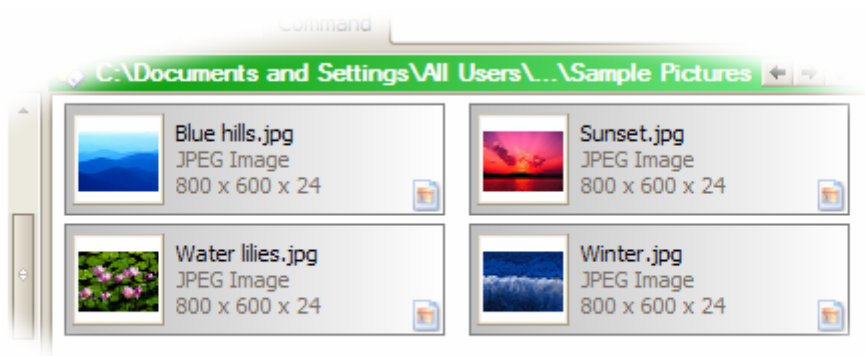 Command
C:\Documents and Settings\All Users\...\Sample Pictures
Blue hills.jpg
JPEG Image
800 x 600 x 24
Sunset.jpg
JPEG Image
800 x 600 x 24
Water lilies.jpg
JPEG Image
800 x 600 x 24
Winter.jpg
JPEG Image
800 x 600 x 24